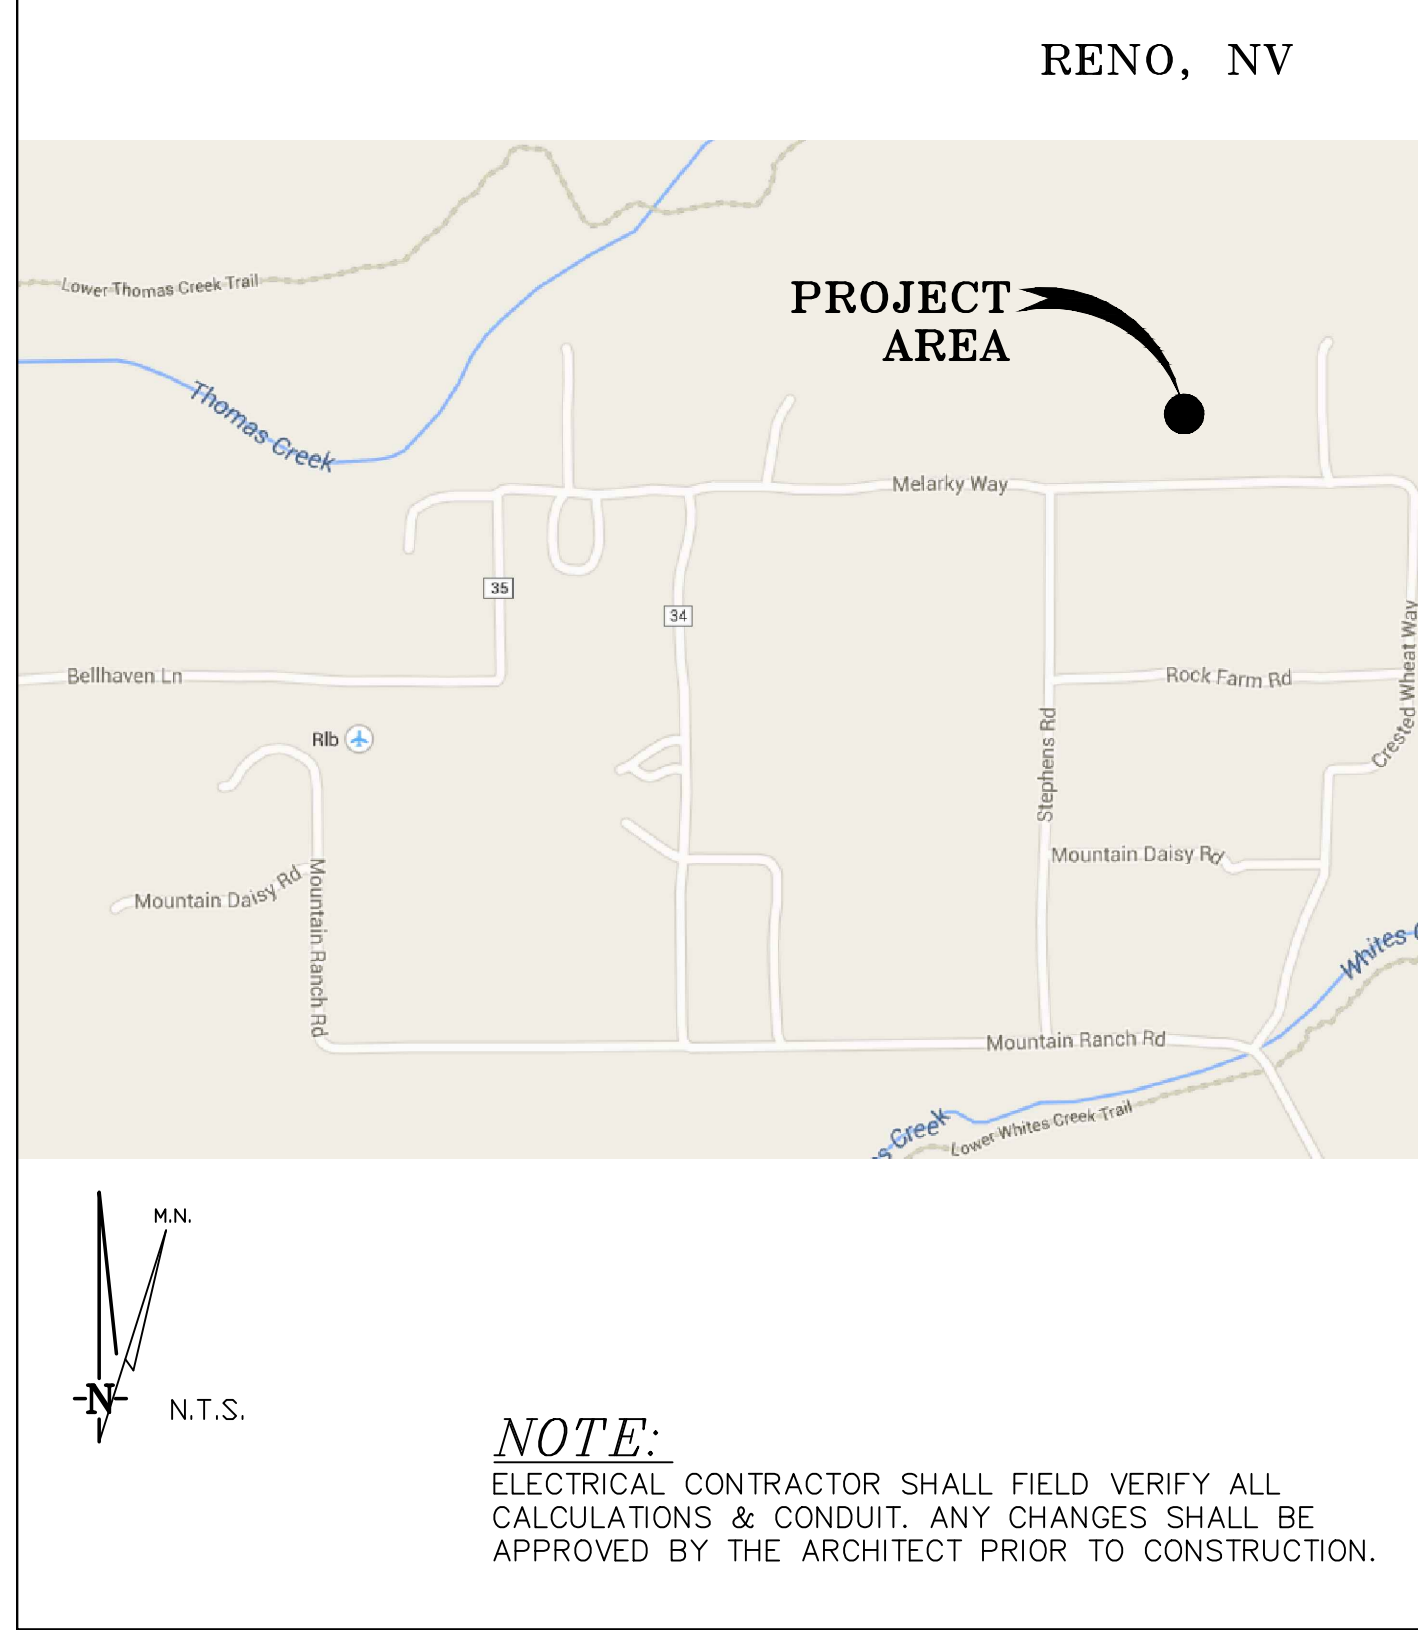 RENO, NV
Lower Thomas Creek Trail
PROJECT
AREA
Thomas Creek
Melarky Way
35
34
Bellhaven Ln
Rock Farm Rd
Crested Wheat Way
Rlb
Stephens Rd
Mountain Daisy Rd
Mountain Daisy Rd
Mountain Ranch Rd
Whites C
Mountain Ranch Rd
s Creek
Lower Whites Creek Trail
M.N.
N
N.T.S.
NOTE:
ELECTRICAL CONTRACTOR SHALL FIELD VERIFY ALL
CALCULATIONS & CONDUIT. ANY CHANGES SHALL BE
APPROVED BY THE ARCHITECT PRIOR TO CONSTRUCTION.